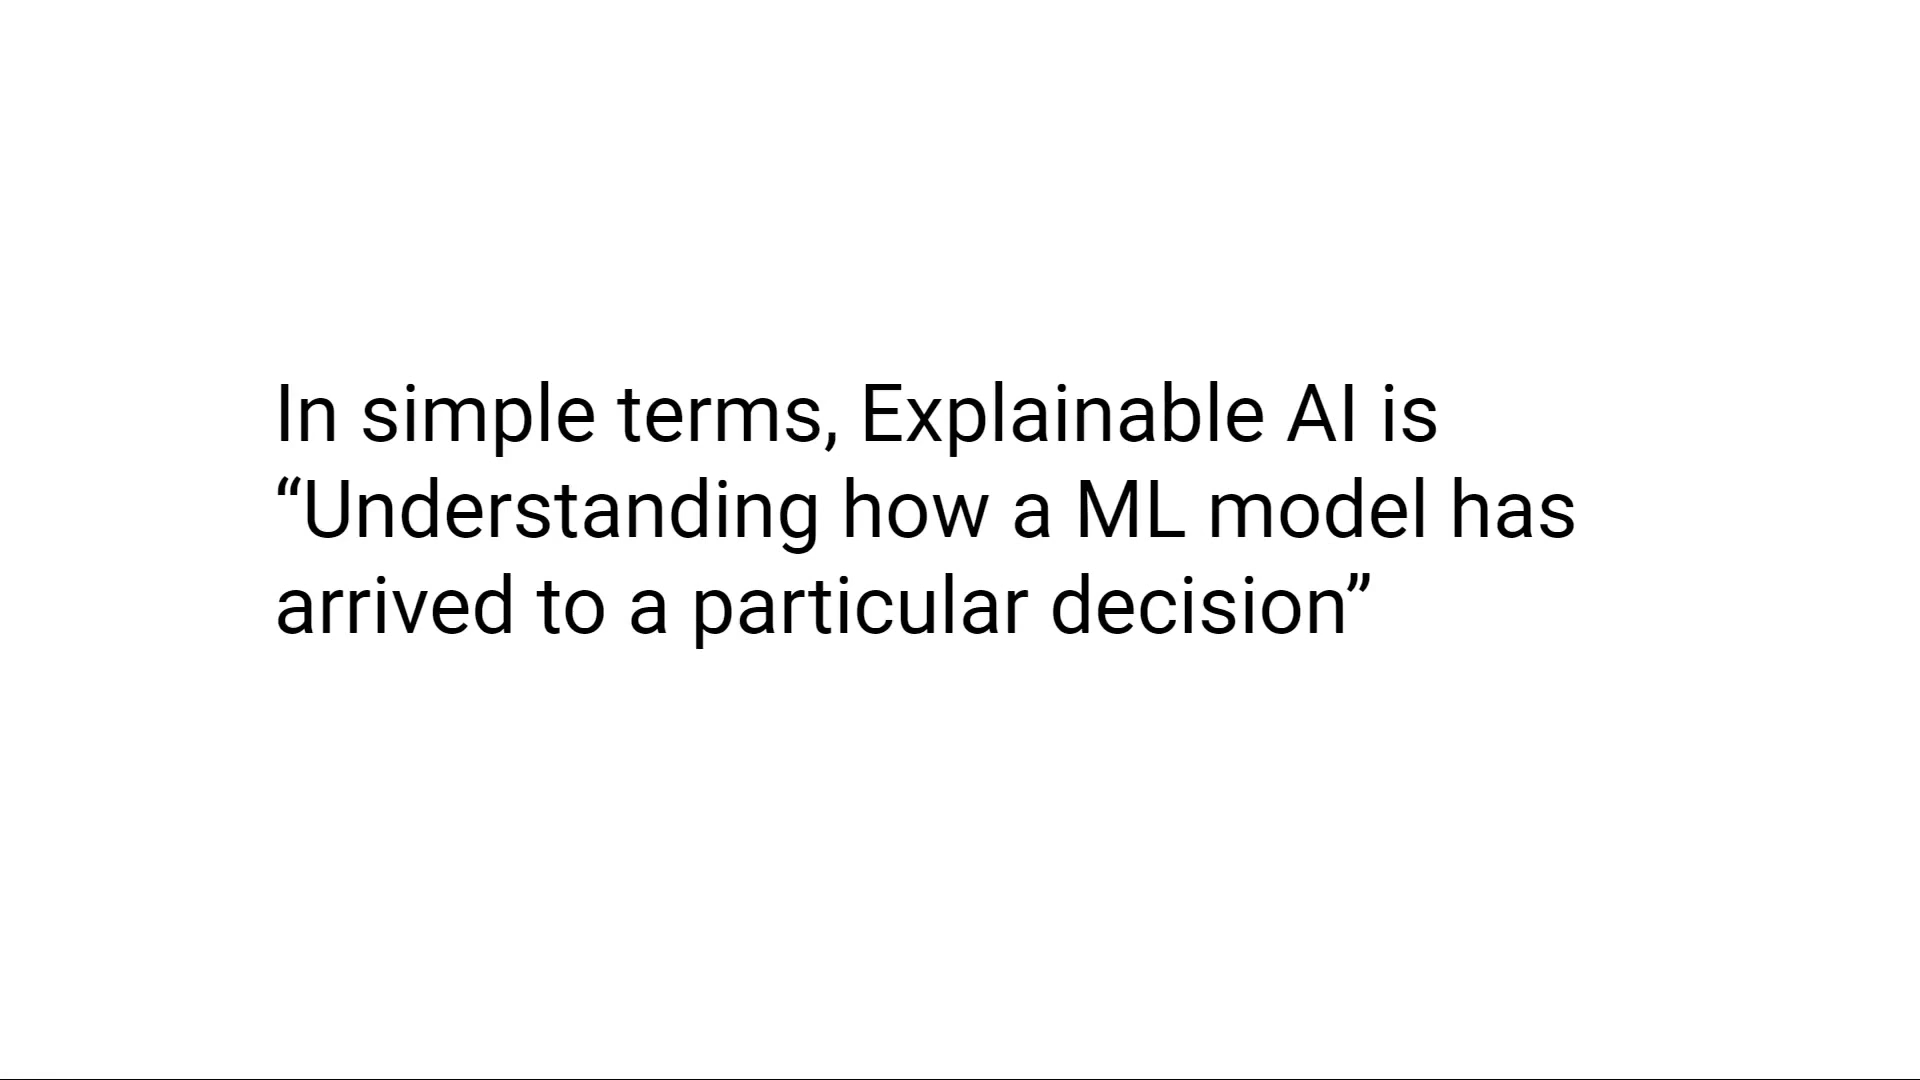 In simple terms, Explainable AI is
“Understanding how a ML model has
arrived to a particular decision”